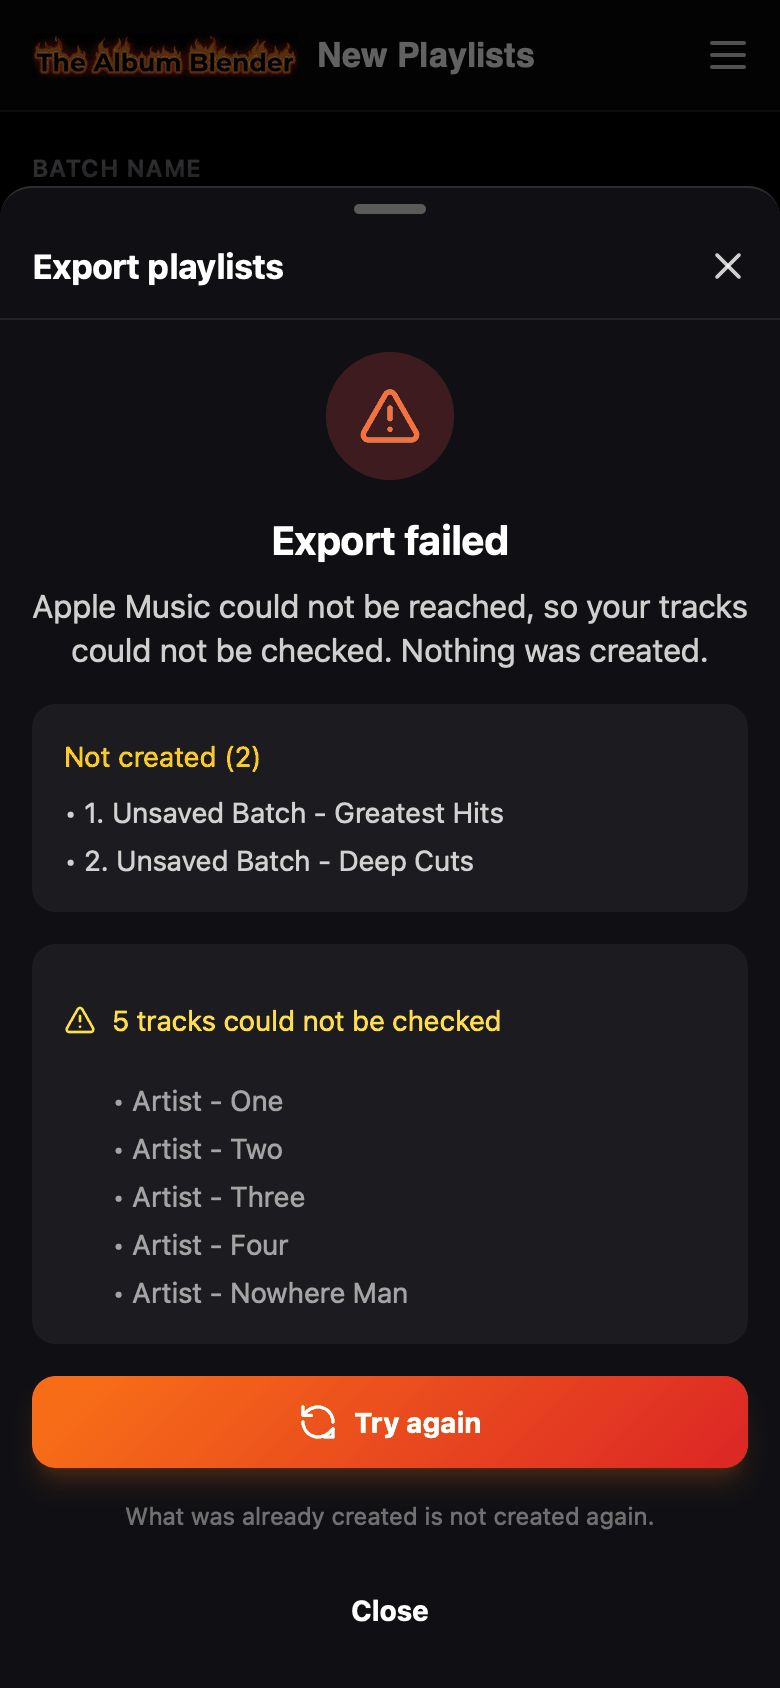 The Album Blender New Playlists
BATCH NAME
Export playlists
Export failed
Apple Music could not be reached, so your tracks
could not be checked. Nothing was created.
Not created (2)
• 1. Unsaved Batch - Greatest Hits
• 2. Unsaved Batch - Deep Cuts
5 tracks could not be checked
• Artist - One
• Artist - Two
• Artist - Three
• Artist - Four
• Artist - Nowhere Man
Try again
What was already created is not created again.
Close